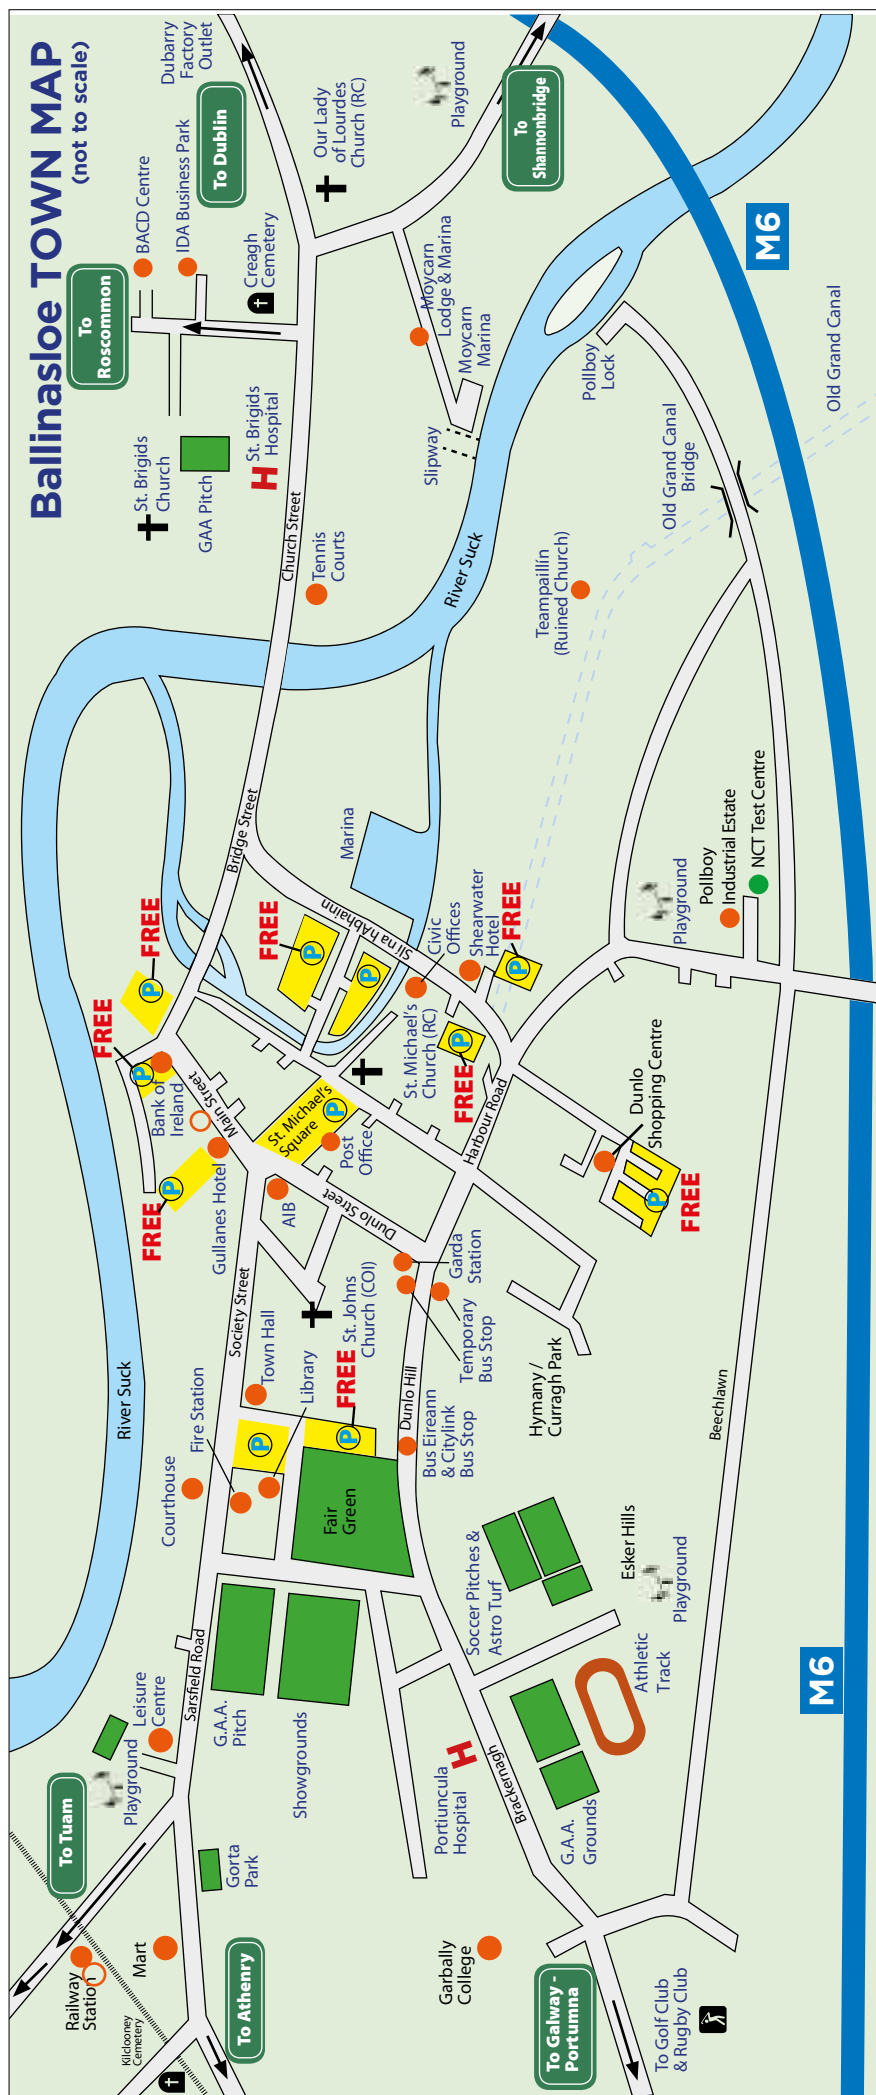 Ballinasloe TOWN MAP
(not to scale)
Dubarry
Factory
Outlet
To Dublin
BACD Centre
IDA Business Park
To
Roscommon
Creagh
Cemetery
Our Lady
of Lourdes
Church (RC)
Playground
To
Shannonbridge
M6
St. Brigids
Church
GAA Pitch
St. Brigids
Hospital
H
Church Street
Tennis
Courts
Moycarn
Lodge & Marina
Moycarn
Marina
Slipway
River Suck
Pollboy
Lock
Old Grand Canal
Old Grand Canal
Bridge
Teampaillin
(Ruined Church)
Bridge Street
Marina
Slí na hAbhainn
Civic
Offices
Shearwater
Hotel
FREE
P
FREE
P
FREE
P
P
FREE
P
FREE
P
St. Michael's
Church (RC)
Playground
Pollboy
Industrial Estate
NCT Test Centre
Bank of
Ireland
Main Street
St. Michael's
Square
P
Post
Office
Harbour Road
Dunlo
Shopping Centre
P
FREE
FREE
P
Gullanes Hotel
AIB
Dunlo Street
Garda
Station
Temporary
Bus Stop
Hymany /
Curragh Park
Beechlawn
River Suck
Society Street
Town Hall
Library
St. Johns
Church (COI)
FREE
P
P
Dunlo Hill
Bus Eireann
& Citylink
Bus Stop
Fire Station
Courthouse
Fair
Green
Soccer Pitches &
Astro Turf
Esker Hills
Playground
Athletic
Track
M6
Sarsfield Road
G.A.A.
Pitch
Showgrounds
Leisure
Centre
Playground
Portiuncula
Hospital
H
Brackernagh
G.A.A.
Grounds
To Tuam
Gorta
Park
Railway
Station
Mart
Kilclooney
Cemetery
To Athenry
Garbally
College
To Galway -
Portumna
To Golf Club
& Rugby Club